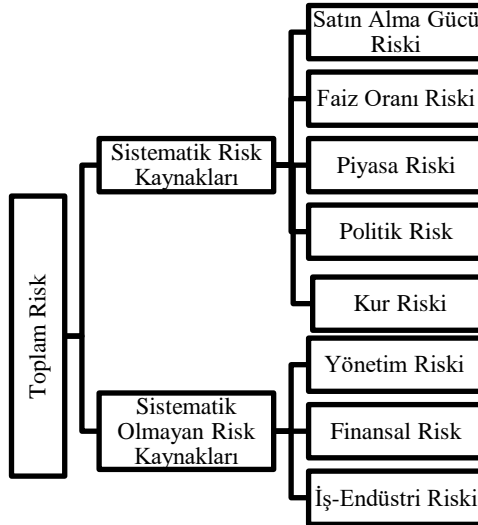 Toplam Risk
Sistematik Risk
Kaynakları
Satın Alma Gücü
Riski
Faiz Oranı Riski
Piyasa Riski
Politik Risk
Kur Riski
Sistematik
Olmayan Risk
Kaynakları
Yönetim Riski
Finansal Risk
İş-Endüstri Riski